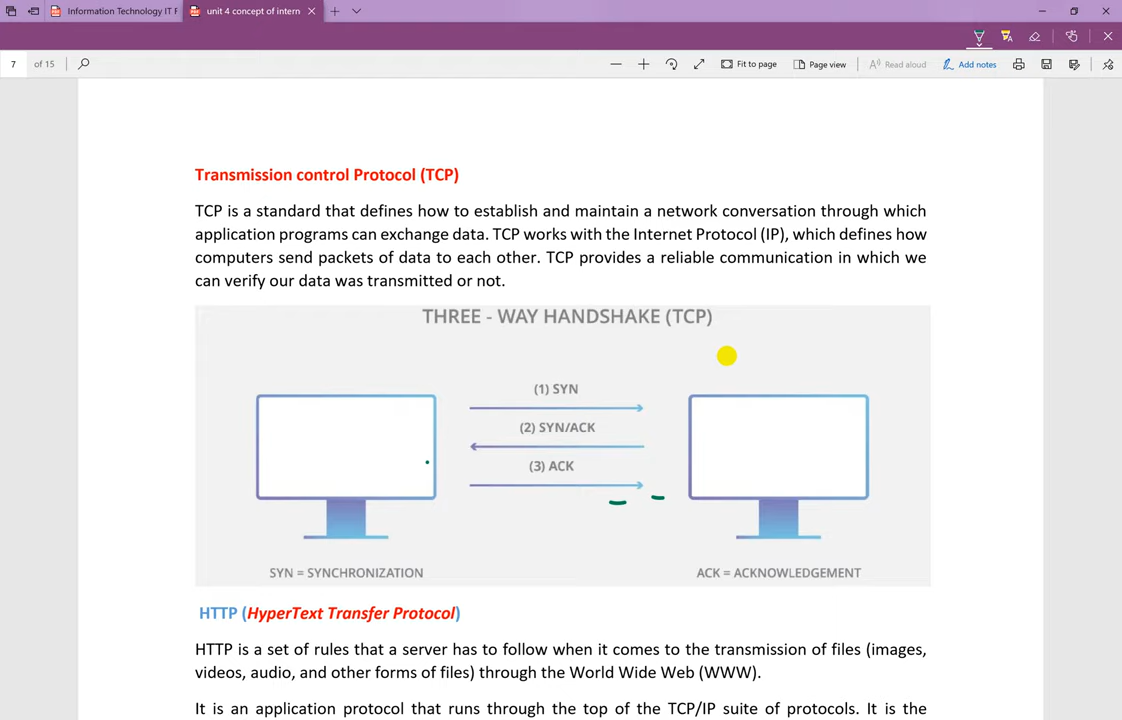 Information Technology IT F
unit 4 concept of intern
7 of 15
Fit to page
Page view
Read aloud
Add notes
Transmission control Protocol (TCP)
TCP is a standard that defines how to establish and maintain a network conversation through which
application programs can exchange data. TCP works with the Internet Protocol (IP), which defines how
computers send packets of data to each other. TCP provides a reliable communication in which we
can verify our data was transmitted or not.
THREE - WAY HANDSHAKE (TCP)
(1) SYN
(2) SYN/ACK
(3) ACK
SYN = SYNCHRONIZATION
ACK = ACKNOWLEDGEMENT
HTTP (HyperText Transfer Protocol)
HTTP is a set of rules that a server has to follow when it comes to the transmission of files (images,
videos, audio, and other forms of files) through the World Wide Web (WWW).
It is an application protocol that runs through the top of the TCP/IP suite of protocols. It is the